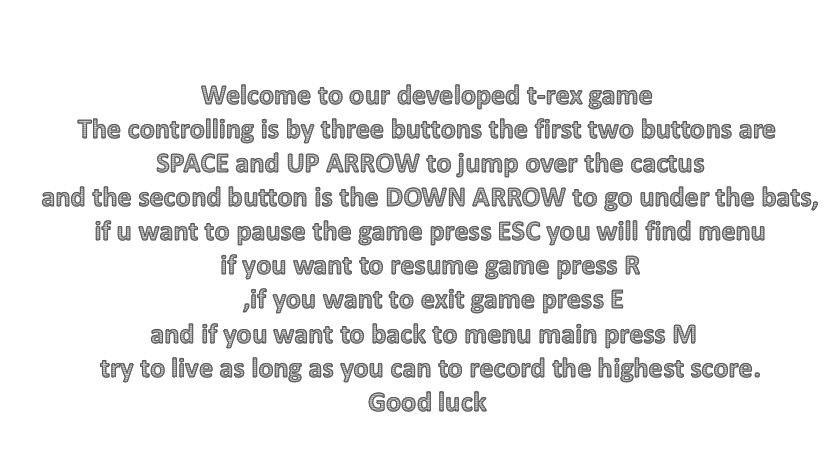 Welcome to our developed t-rex game
The controlling is by three buttons the first two buttons are
SPACE and UP ARROW to jump over the cactus
and the second button is the DOWN ARROW to go under the bats,
if u want to pause the game press ESC you will find menu
if you want to resume game press R
,if you want to exit game press E
and if you want to back to menu main press M
try to live as long as you can to record the highest score.
Good luck